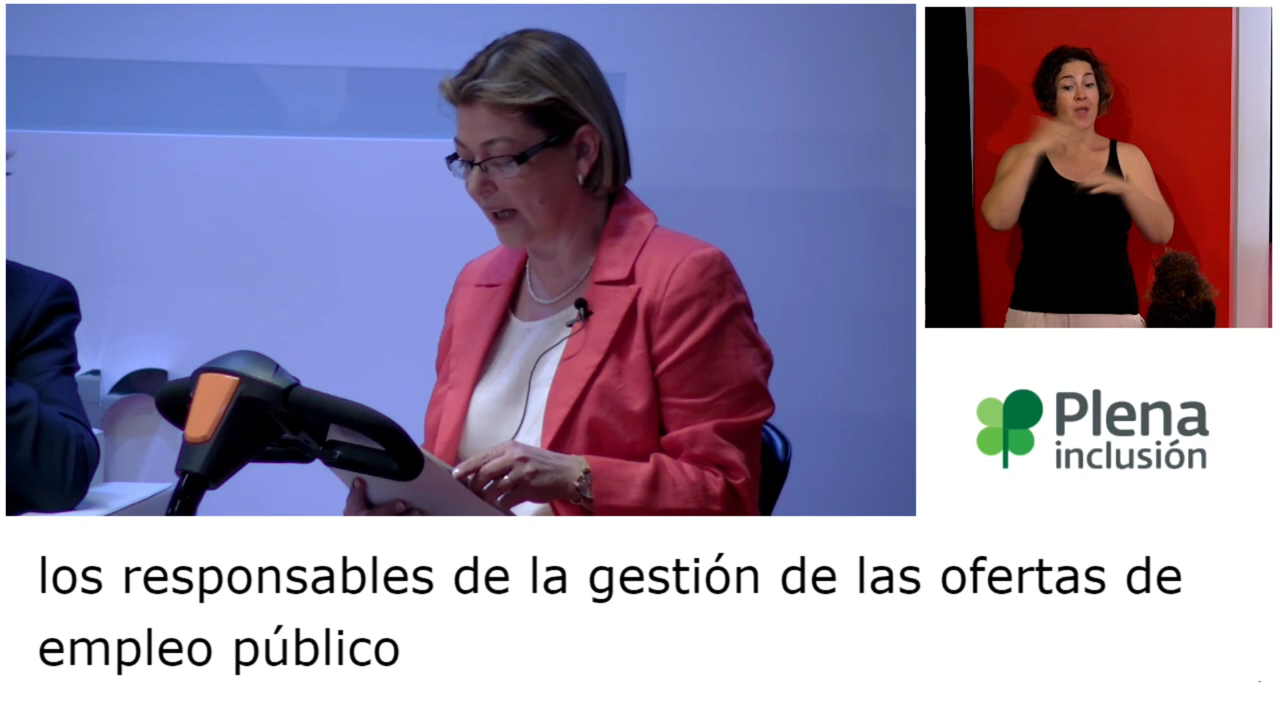 Plena
inclusión
los responsables de la gestión de las ofertas de
empleo público